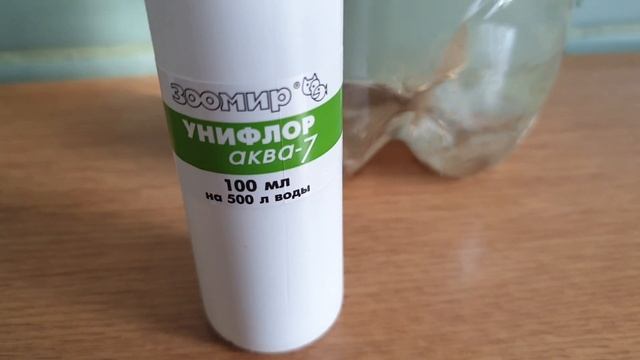 ЗООМИР®
УНИФЛОР
аква-7
100 мл
на 500 л воды